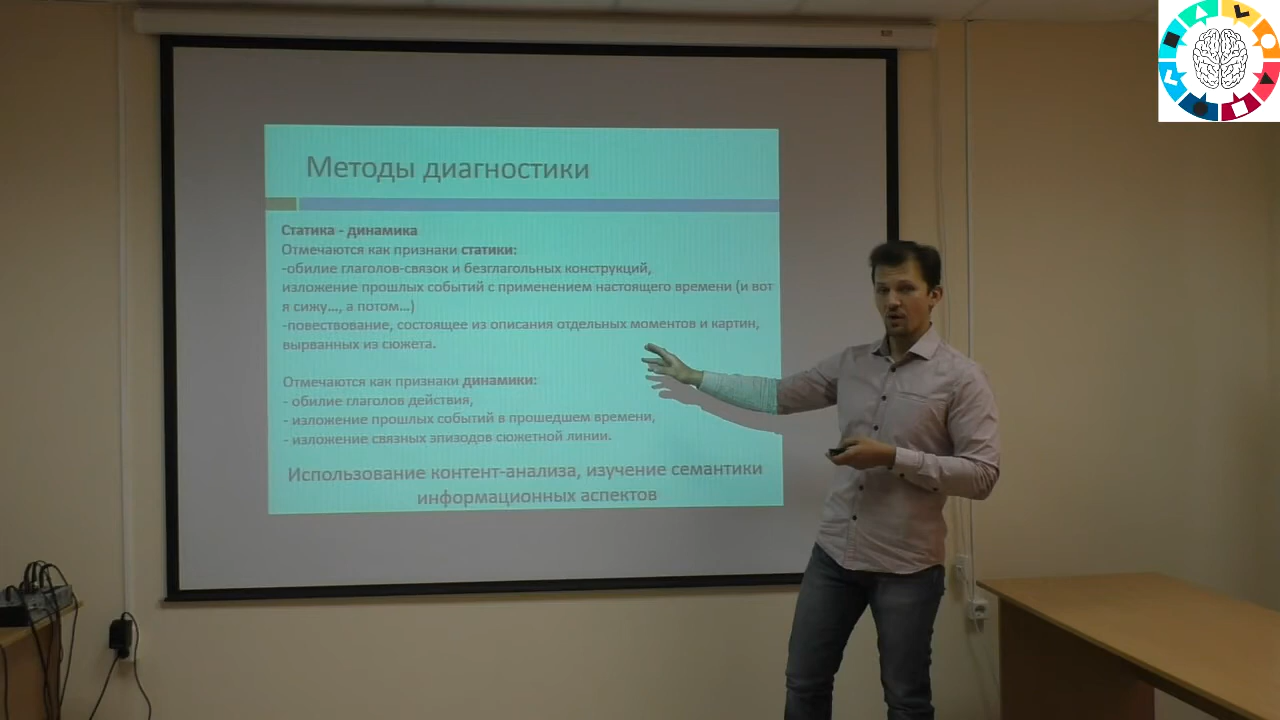 Методы диагностики
Статика - динамика
Отмечаются как признаки статики:
-обилие глаголов-связок и безглагольных конструкций,
изложение прошлых событий с применением настоящего времени (и вот
я сижу…, а потом…)
-повествование, состоящее из описания отдельных моментов и картин,
вырванных из сюжета.
Отмечаются как признаки динамики:
- обилие глаголов действия,
- изложение прошлых событий в прошедшем времени,
- изложение связных эпизодов сюжетной линии.
Использование контент-анализа, изучение семантики
информационных аспектов